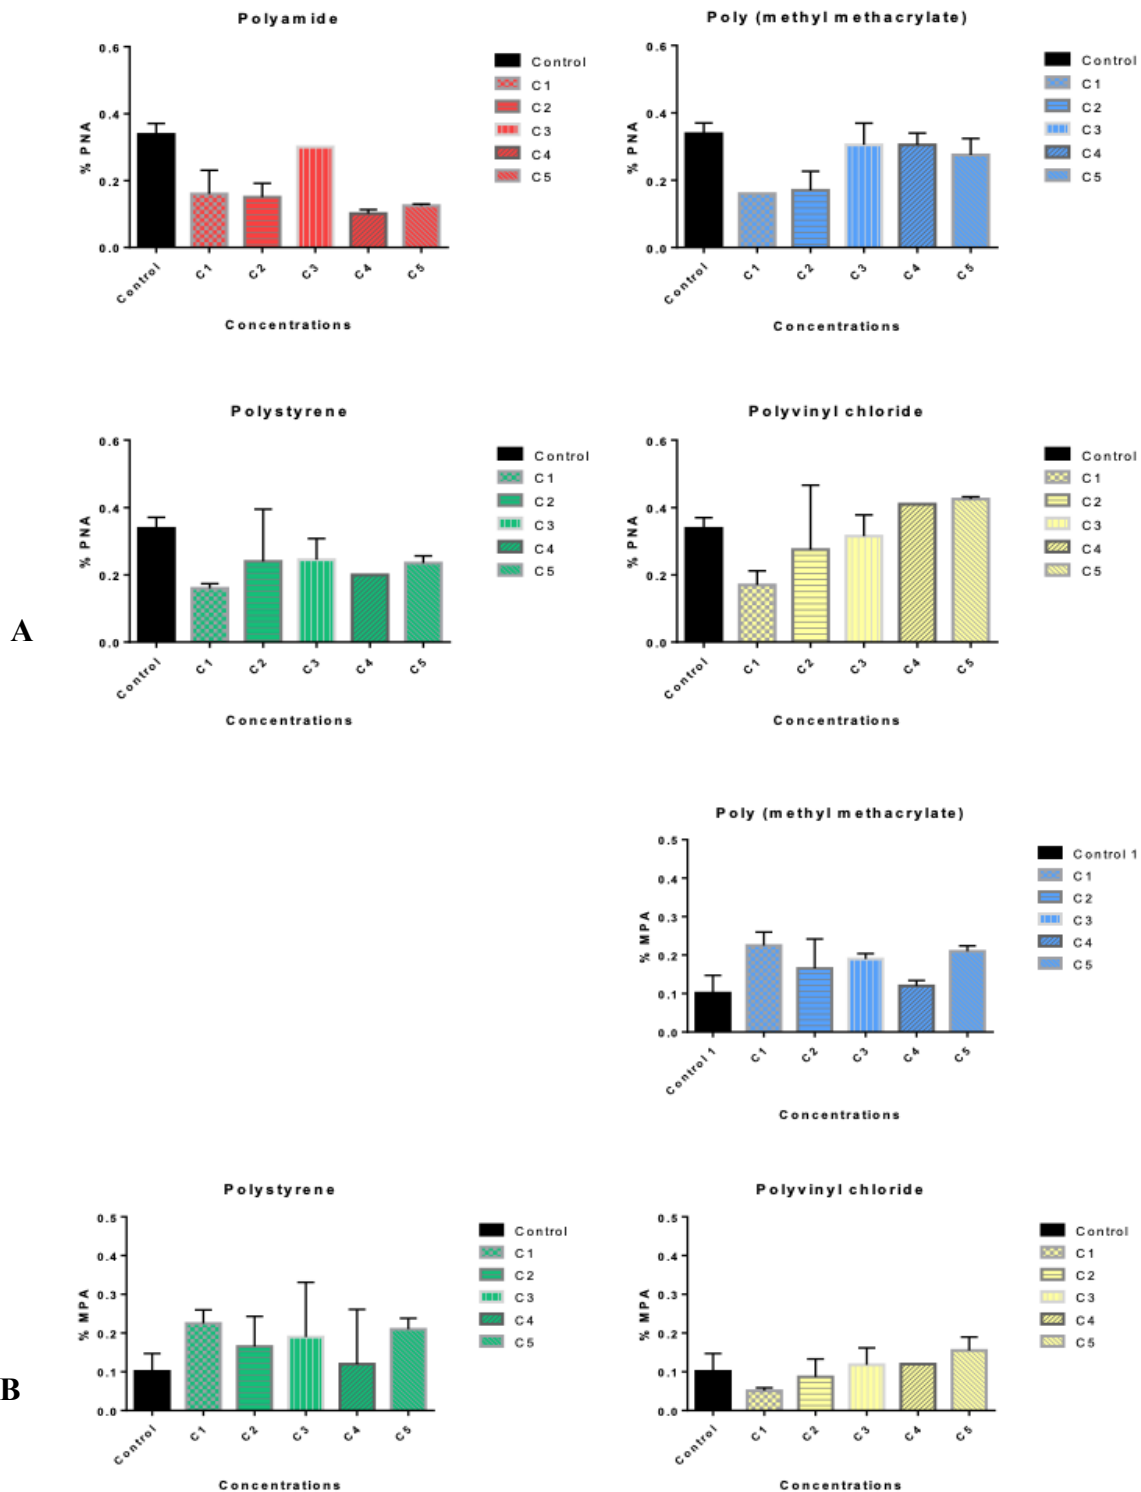 Polyamide
% PNA
0.6
0.4
0.2
0.0
Control
C1
C2
C3
C4
C5
Concentrations
Control
C1
C2
C3
C4
C5
Poly (methyl methacrylate)
% PNA
0.6
0.4
0.2
0.0
Control
C1
C2
C3
C4
C5
Concentrations
Control
C1
C2
C3
C4
C5
A
Polystyrene
% PNA
0.6
0.4
0.2
0.0
Control
C1
C2
C3
C4
C5
Concentrations
Control
C1
C2
C3
C4
C5
Polyvinyl chloride
% PNA
0.6
0.4
0.2
0.0
Control
C1
C2
C3
C4
C5
Concentrations
Control
C1
C2
C3
C4
C5
Poly (methyl methacrylate)
% MPA
0.5
0.4
0.3
0.2
0.1
0.0
Control 1
C1
C2
C3
C4
C5
Concentrations
Control 1
C1
C2
C3
C4
C5
B
Polystyrene
% MPA
0.5
0.4
0.3
0.2
0.1
0.0
Control
C1
C2
C3
C4
C5
Concentrations
Control
C1
C2
C3
C4
C5
Polyvinyl chloride
% MPA
0.5
0.4
0.3
0.2
0.1
0.0
Control
C1
C2
C3
C4
C5
Concentrations
Control
C1
C2
C3
C4
C5